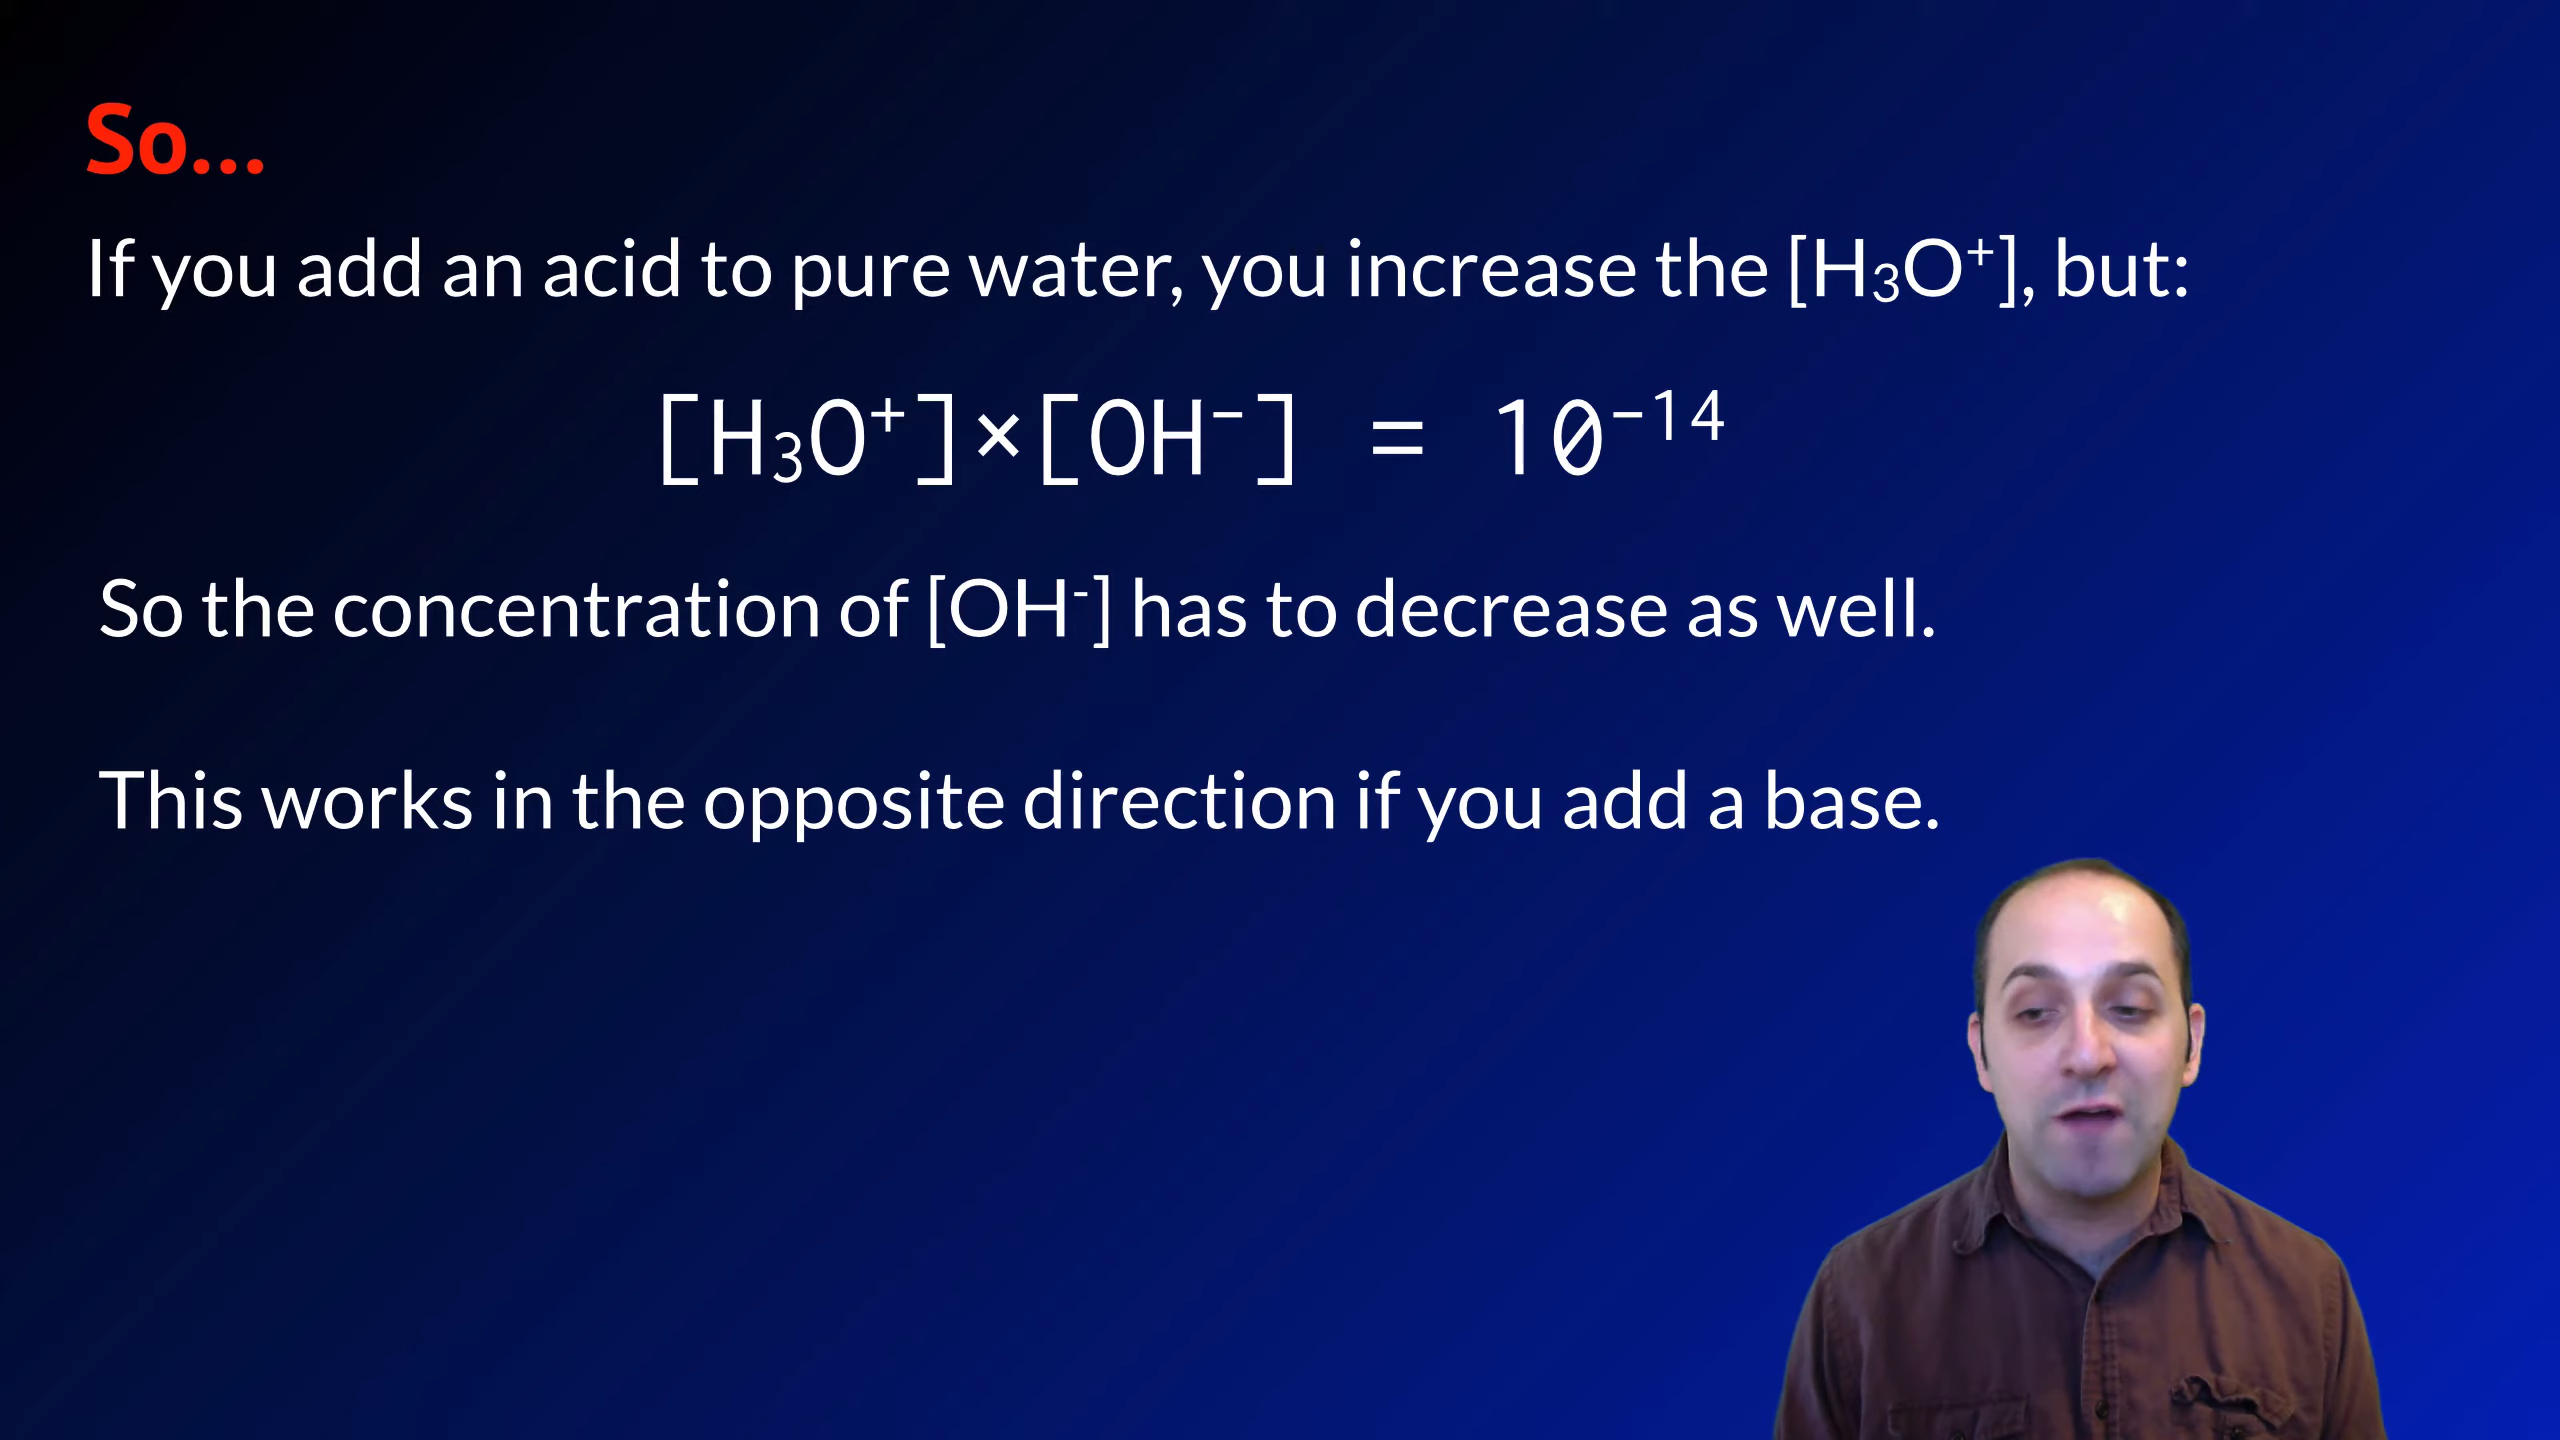 So...
If you add an acid to pure water, you increase the [H₃O⁺], but:
[H₃O⁺]×[OH⁻] = 10⁻¹⁴
So the concentration of [OH⁻] has to decrease as well.
This works in the opposite direction if you add a base.